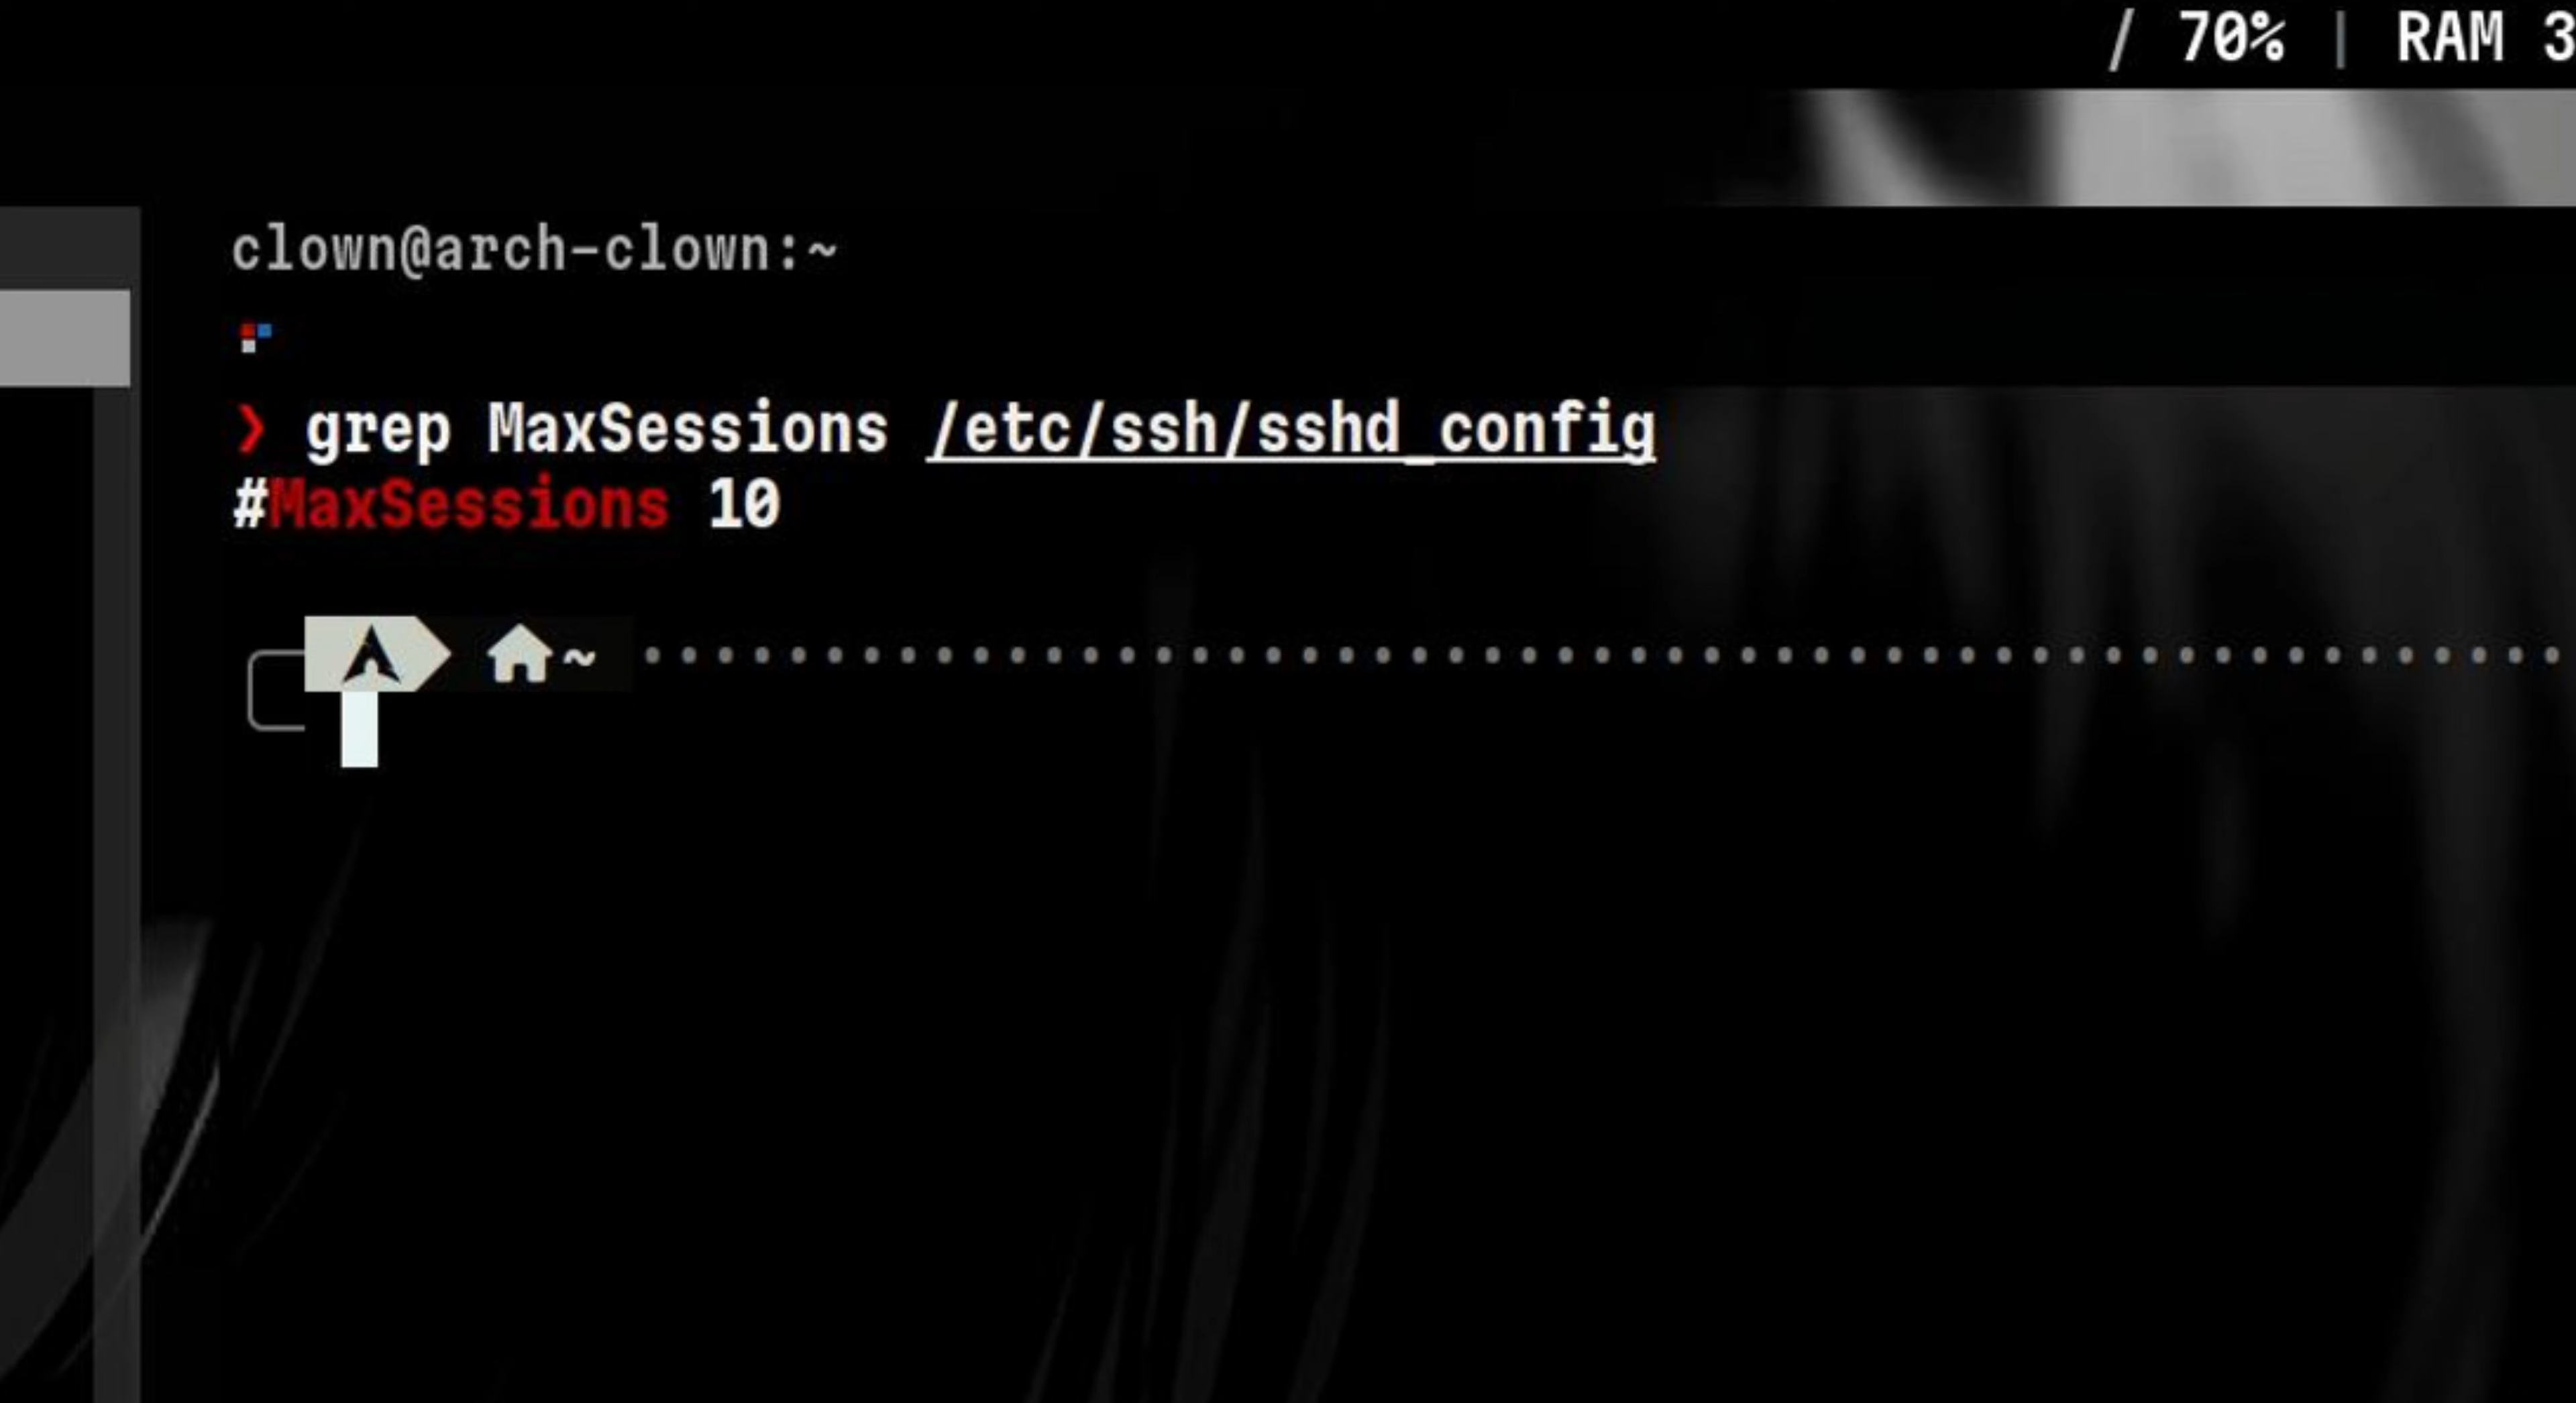 / 70% | RAM 3
clown@arch-clown:~
❯ grep MaxSessions /etc/ssh/sshd_config
#MaxSessions 10
~